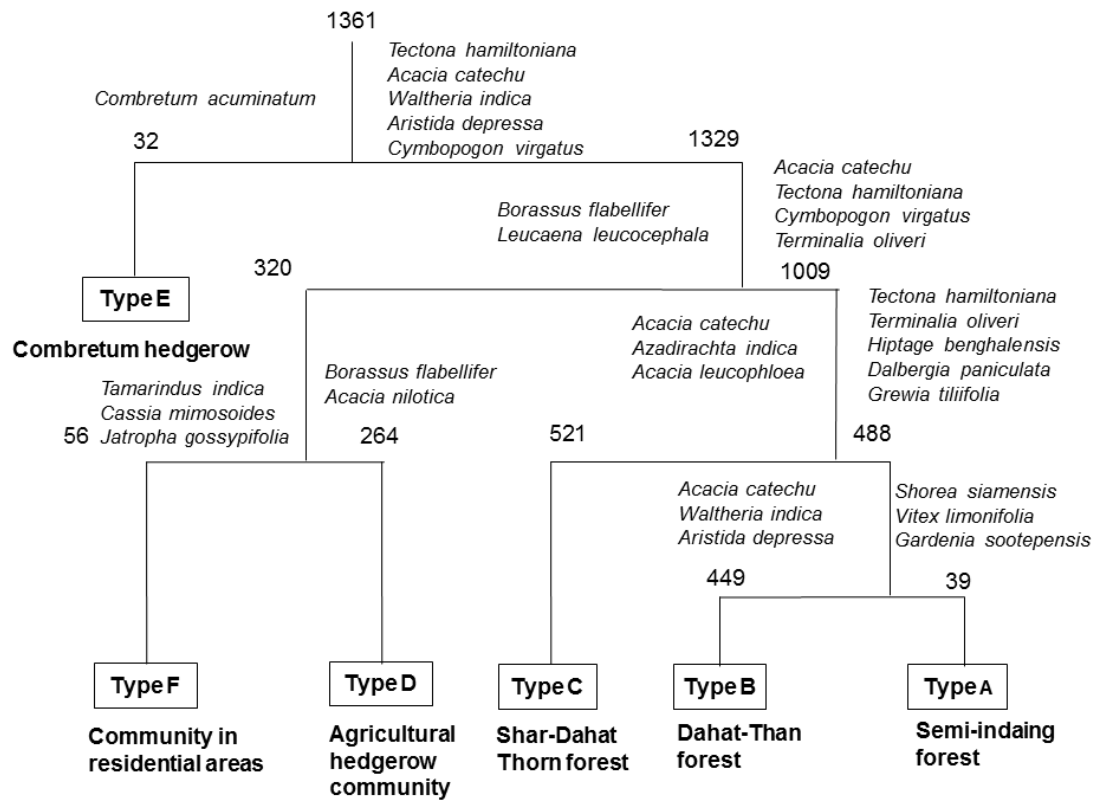 1361
Tectona hamiltoniana
Acacia catechu
Waltheria indica
Aristida depressa
Cymbopogon virgatus
Combretum acuminatum
32
1329
Acacia catechu
Tectona hamiltoniana
Cymbopogon virgatus
Terminalia oliveri
Borassus flabellifer
Leucaena leucocephala
320
1009
Type E
Combretum hedgerow
Tectona hamiltoniana
Terminalia oliveri
Hiptage benghalensis
Dalbergia paniculata
Grewia tiliifolia
Acacia catechu
Azadirachta indica
Acacia leucophloea
Borassus flabellifer
Acacia nilotica
Tamarindus indica
Cassia mimosoides
Jatropha gossypifolia
56
264
521
488
Acacia catechu
Waltheria indica
Aristida depressa
Shorea siamensis
Vitex limonifolia
Gardenia sootepensis
449
39
Type F
Community in
residential areas
Type D
Agricultural
hedgerow
community
Type C
Shar-Dahat
Thorn forest
Type B
Dahat-Than
forest
Type A
Semi-indaing
forest